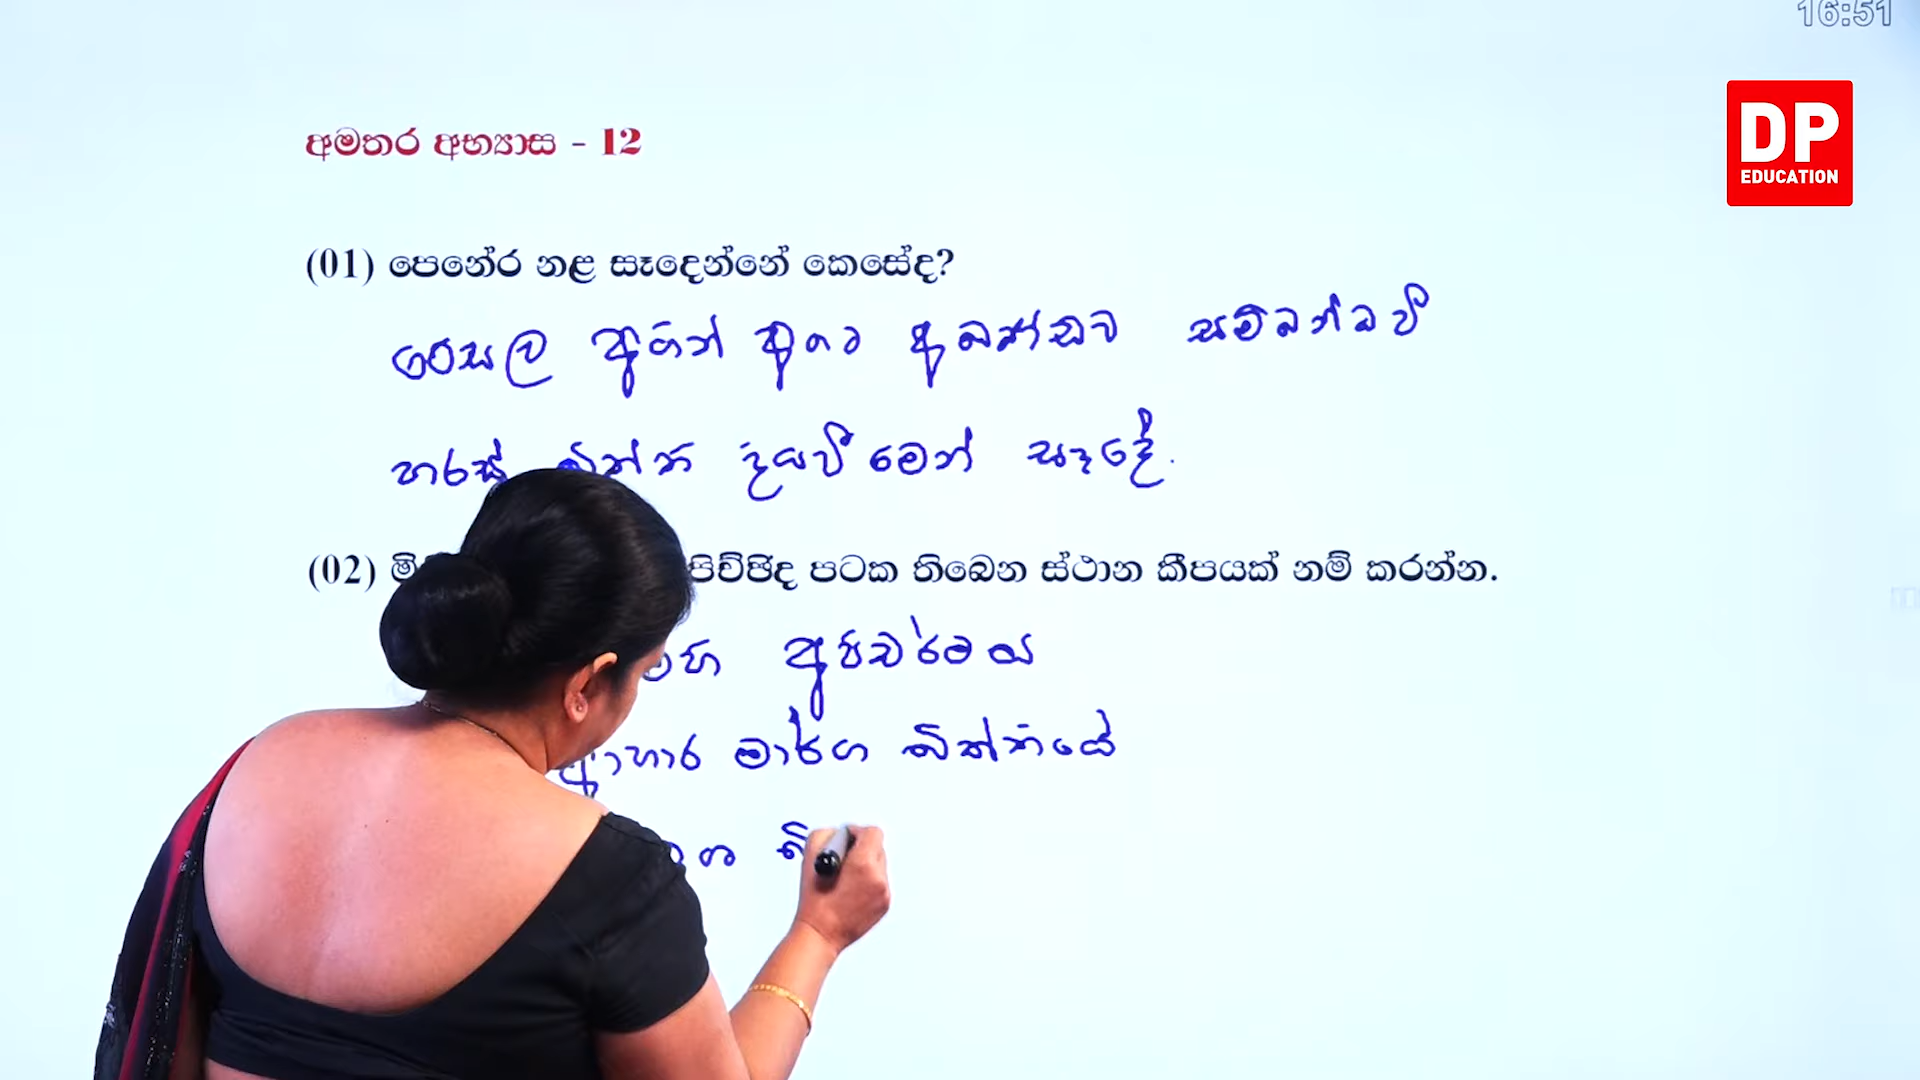 16:51
DP
EDUCATION
අමතර අභ්‍යාස - 12
(01) පෙනේර නළ සෑදෙන්නේ කෙසේද?
සෛල අගින් අගට අඛණ්ඩව සම්බන්ධවී
හරස් බිත්ති දියවීමෙන් සෑදේ.
(02) පිච්ඡිද පටක තිබෙන ස්ථාන කීපයක් නම් කරන්න.
අපිචර්මය
ආහාර මාර්ග බිත්තියේ